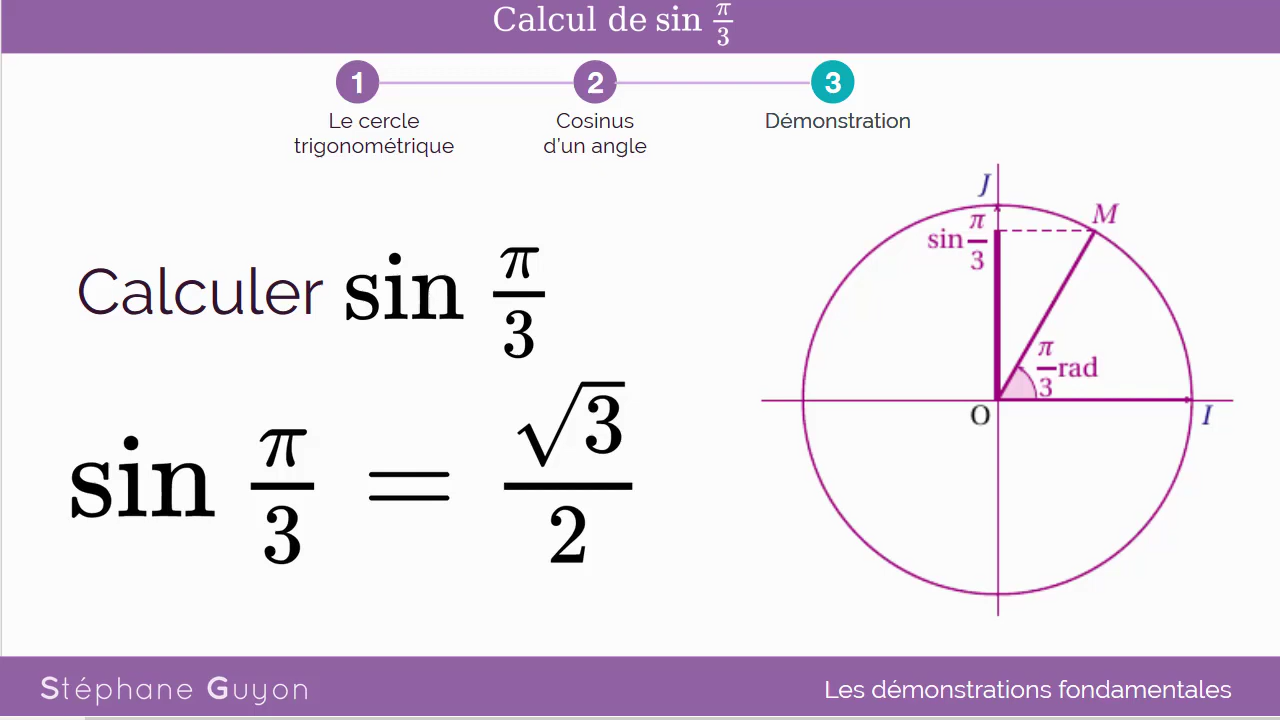 Calcul de sin π/3
1 2 3
Le cercle trigonométrique
Cosinus d'un angle
Démonstration
Calculer sin π/3
sin π/3 = √3/2
J
M
sin π/3
π/3 rad
O
I
Stéphane Guyon
Les démonstrations fondamentales